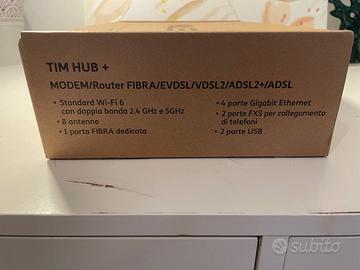 TIM HUB +
MODEM/Router FIBRA/EVDSL/VDSL2/ADSL2+/ADSL
• Standard Wi-Fi 6
con doppia banda 2.4 GHz e 5GHz
• 8 antenne
• 1 porta FIBRA dedicata
• 4 porte Gigabit Ethernet
• 2 porte FXS per collegamento
di telefoni
• 2 porte USB
subito